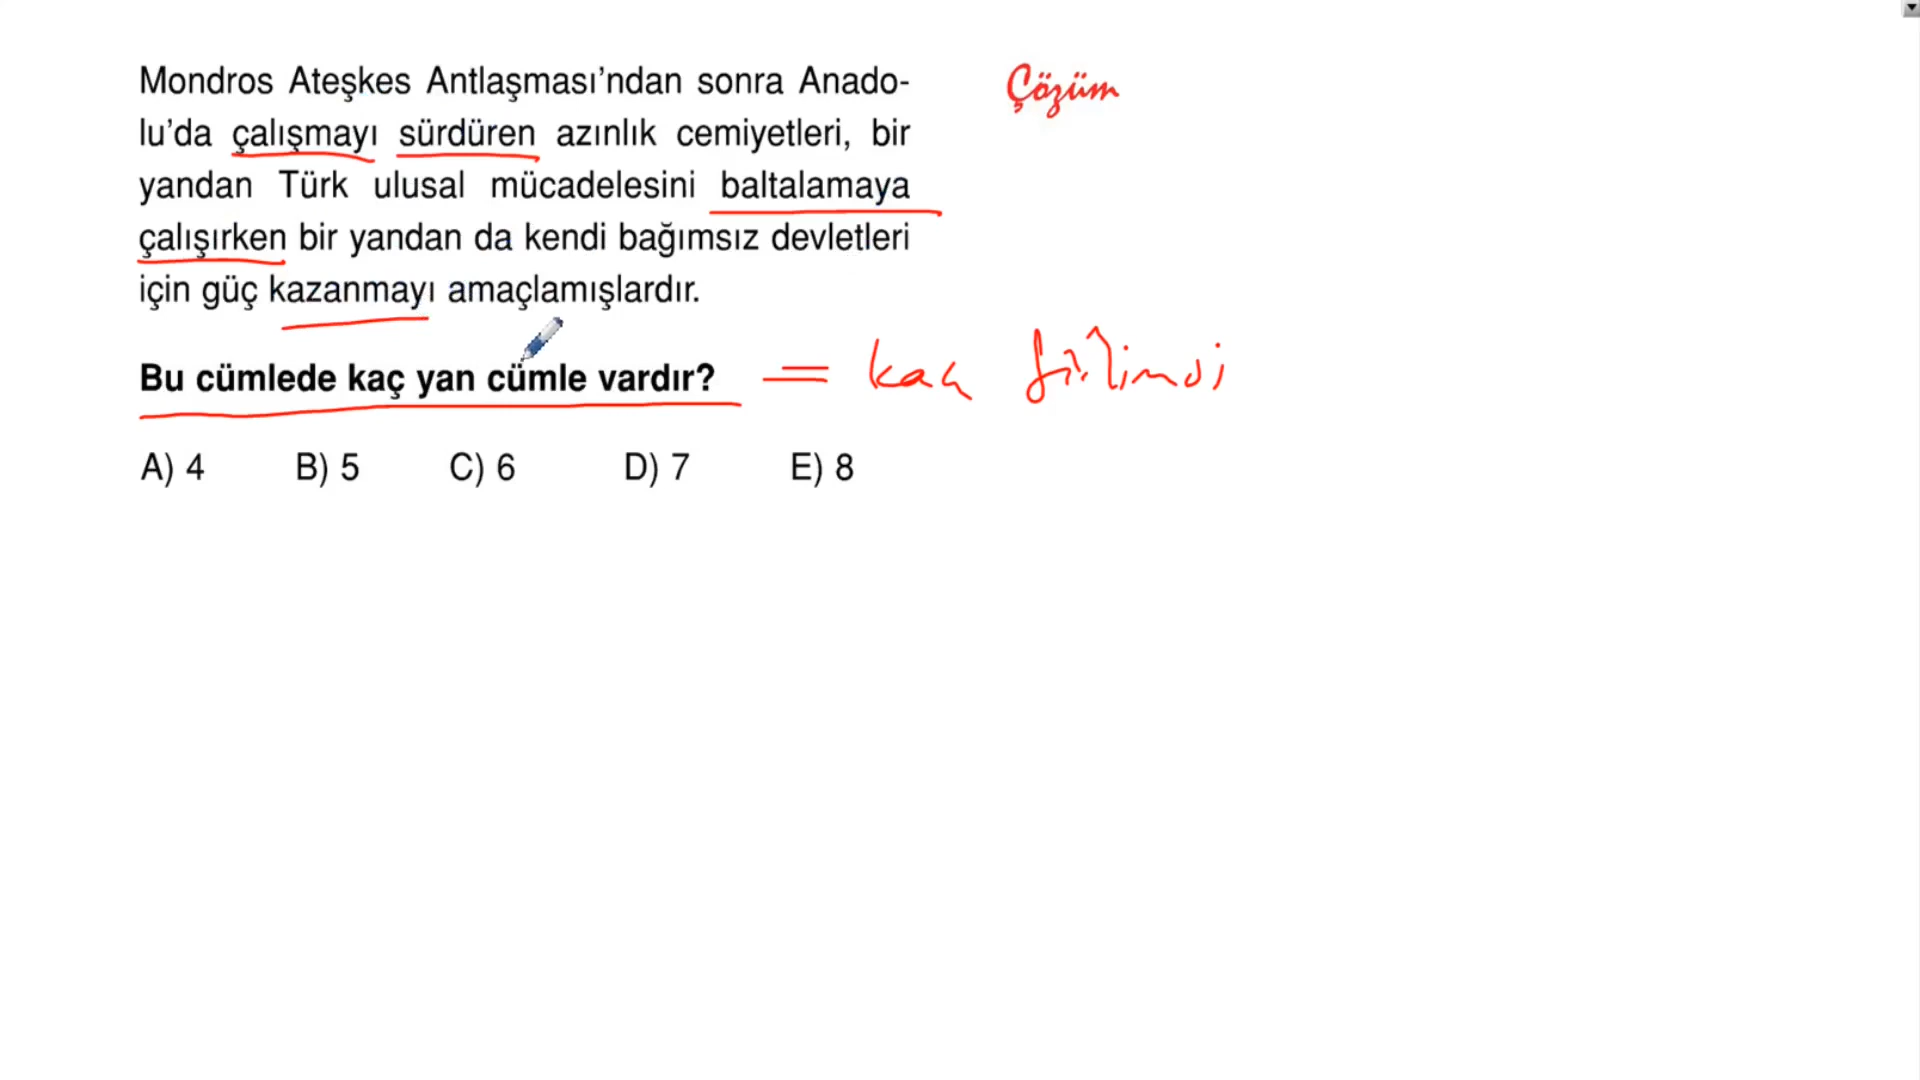 Mondros Ateşkes Antlaşması’ndan sonra Anado-
lu’da çalışmayı sürdüren azınlık cemiyetleri, bir
yandan Türk ulusal mücadelesini baltalamaya
çalışırken bir yandan da kendi bağımsız devletleri
için güç kazanmayı amaçlamışlardır.
Çözüm
Bu cümlede kaç yan cümle vardır? = kaç fiilimsi
A) 4 B) 5 C) 6 D) 7 E) 8